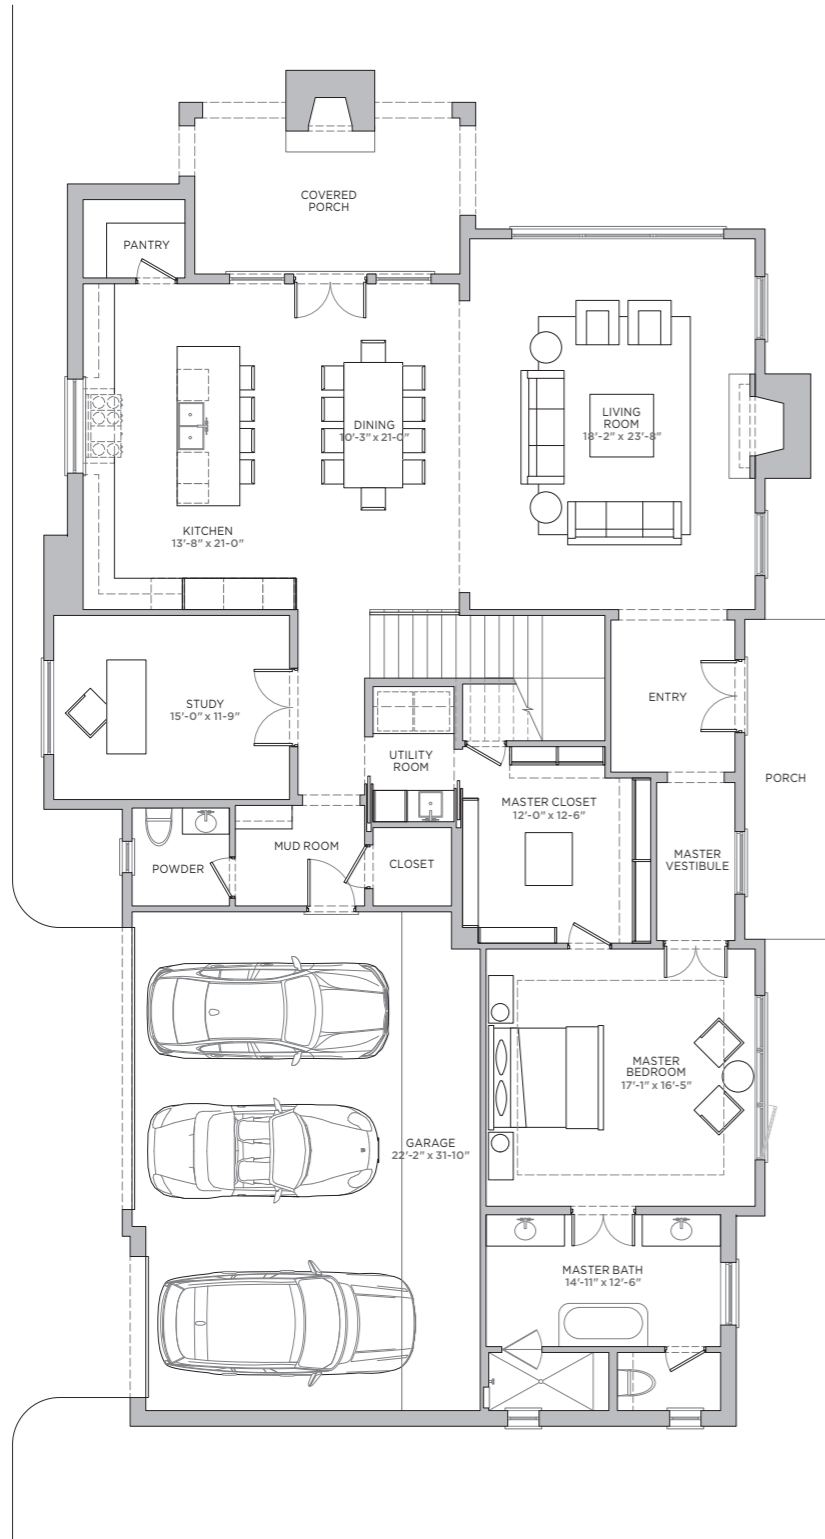 COVERED
PORCH
PANTRY
LIVING
ROOM
18'-2" x 23'-8"
DINING
10'-3" x 21-0"
KITCHEN
13'-8" x 21-0"
STUDY
15'-0" x 11-9"
ENTRY
UTILITY
ROOM
PORCH
MASTER CLOSET
12'-0" x 12-6"
MUD ROOM
MASTER
VESTIBULE
POWDER
CLOSET
MASTER
BEDROOM
17'-1" x 16'-5"
GARAGE
22'-2" x 31-10"
MASTER BATH
14'-11" x 12'-6"